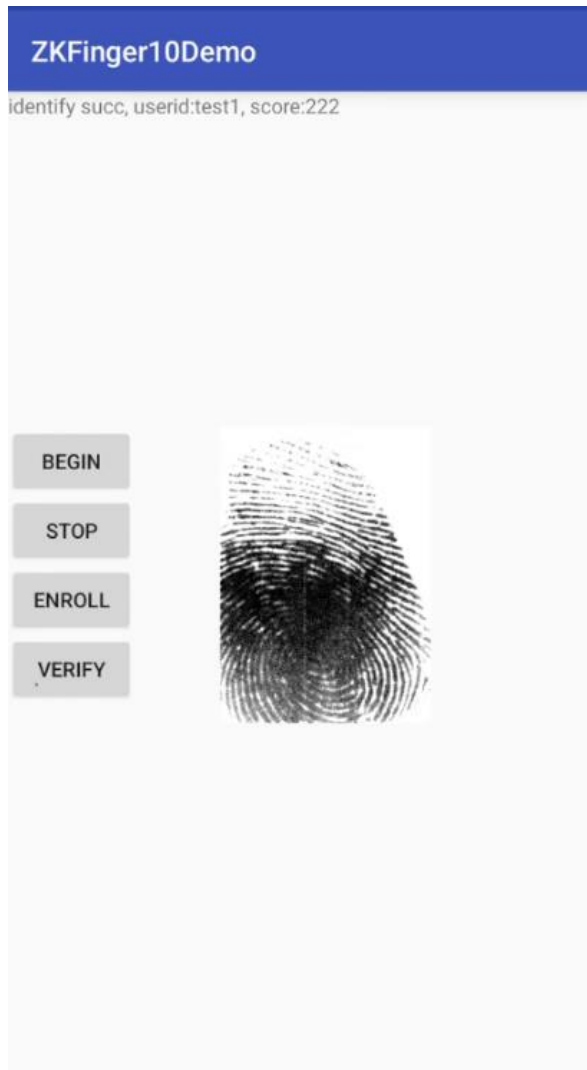 ZKFinger10Demo
identify succ, userid:test1, score:222
BEGIN
STOP
ENROLL
VERIFY